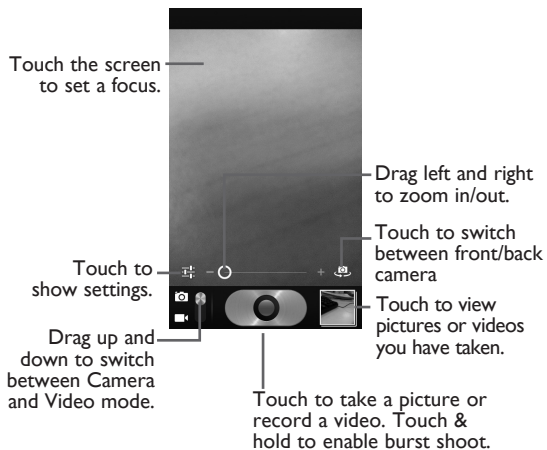 Touch the screen
to set a focus.
Drag left and right
to zoom in/out.
Touch to switch
between front/back
camera
Touch to
show settings.
Touch to view
pictures or videos
you have taken.
Drag up and
down to switch
between Camera
and Video mode.
Touch to take a picture or
record a video. Touch &
hold to enable burst shoot.